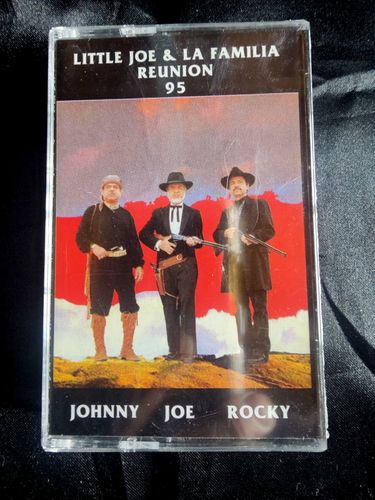 LITTLE JOE & LA FAMILIA
REUNION
95
JOHNNY JOE ROCKY